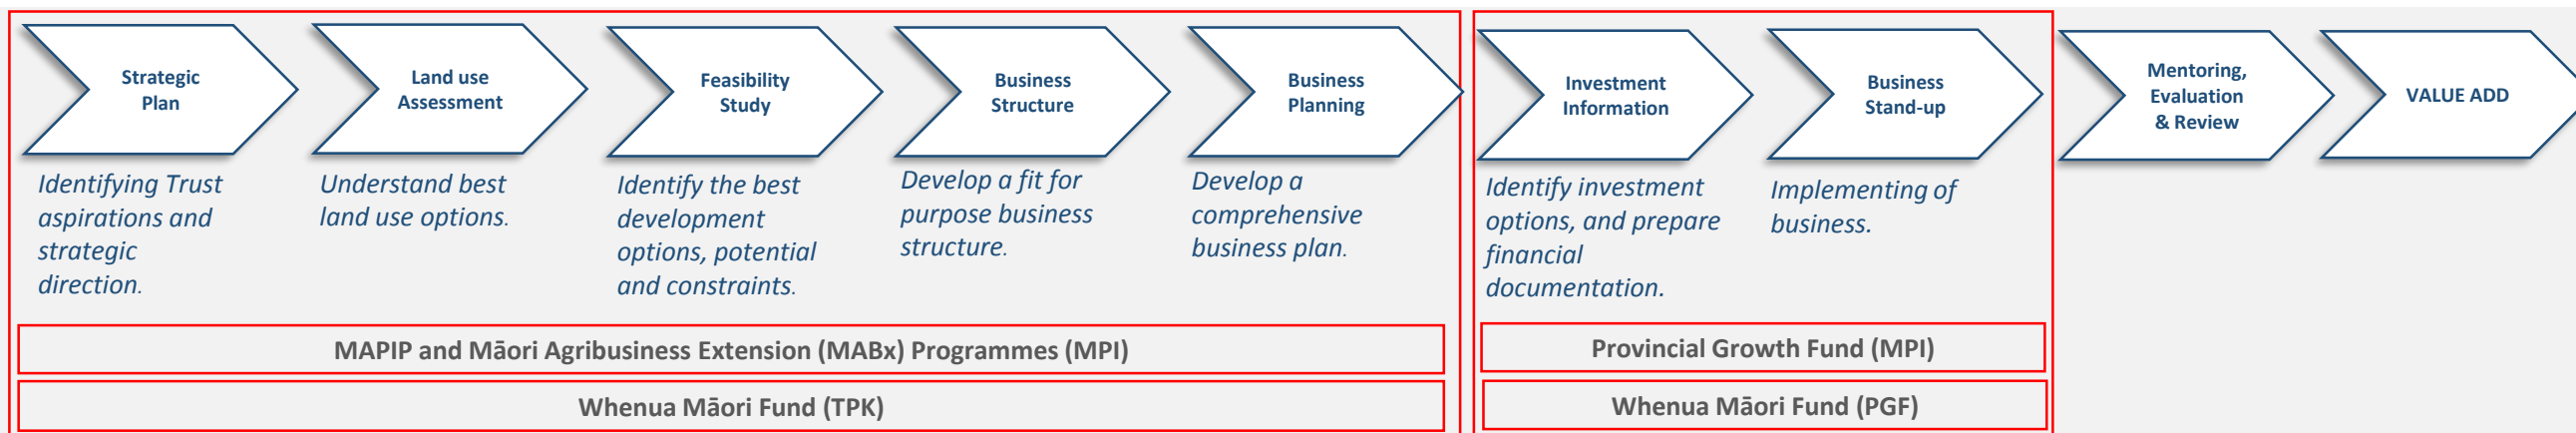 Strategic
Plan
Land use
Assessment
Feasibility
Study
Business
Structure
Business
Planning
Investment
Information
Business
Stand-up
Mentoring,
Evaluation
& Review
VALUE ADD
Identifying Trust
aspirations and
strategic
direction.
Understand best
land use options.
Identify the best
development
options, potential
and constraints.
Develop a fit for
purpose business
structure.
Develop a
comprehensive
business plan.
Identify investment
options, and prepare
financial
documentation.
Implementing of
business.
MAPIP and Māori Agribusiness Extension (MABx) Programmes (MPI)
Whenua Māori Fund (TPK)
Provincial Growth Fund (MPI)
Whenua Māori Fund (PGF)